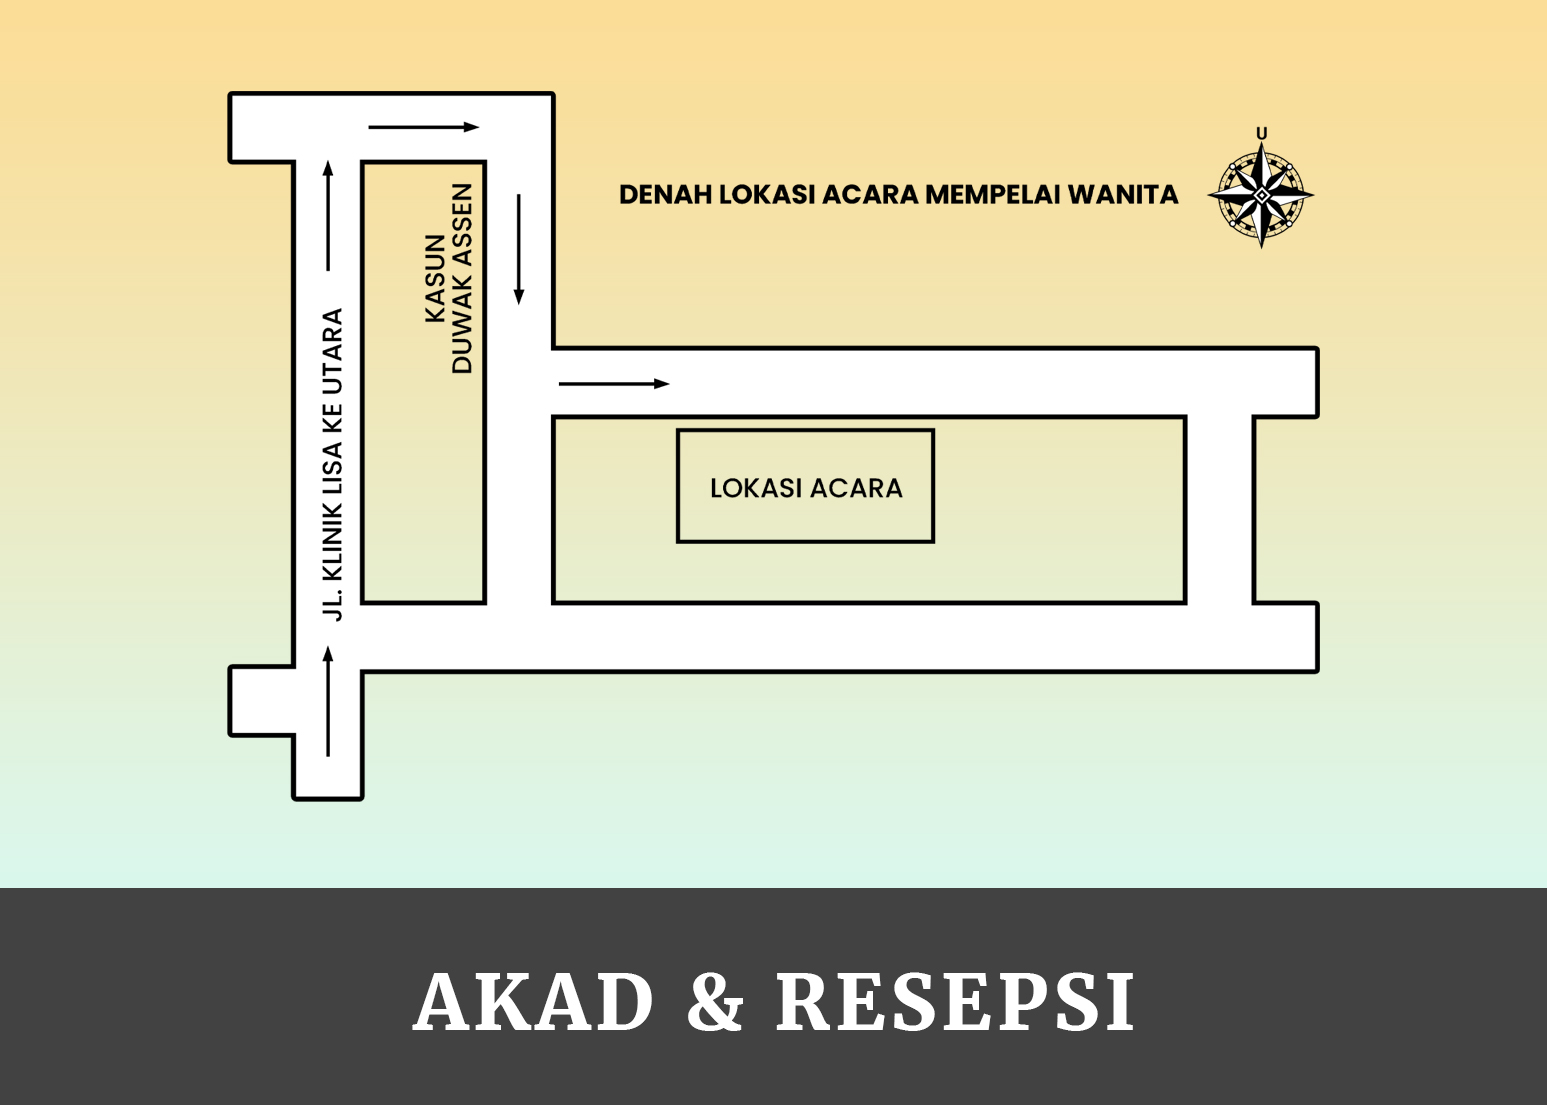 U
DENAH LOKASI ACARA MEMPELAI WANITA
KASUN
DUWAK ASSEN
JL. KLINIK LISA KE UTARA
LOKASI ACARA
AKAD & RESEPSI